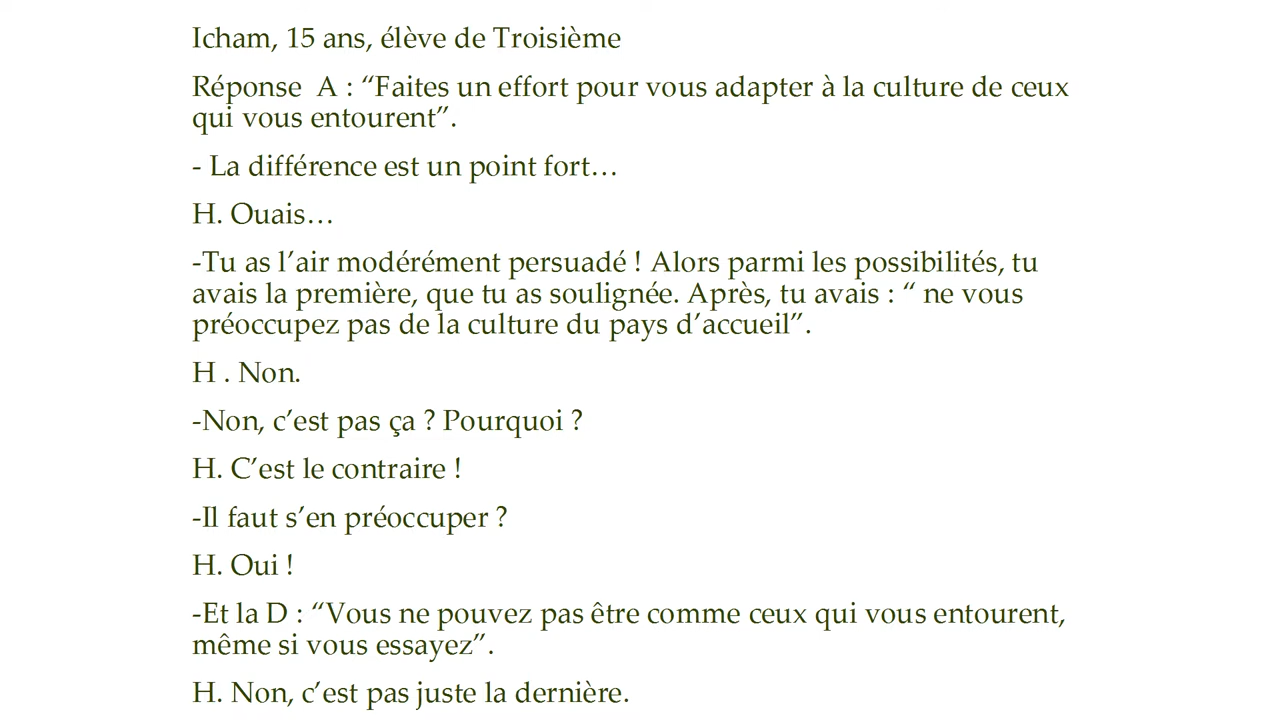 Icham, 15 ans, élève de Troisième
Réponse  A : “Faites un effort pour vous adapter à la culture de ceux
qui vous entourent”.
- La différence est un point fort…
H. Ouais…
-Tu as l’air modérément persuadé ! Alors parmi les possibilités, tu
avais la première, que tu as soulignée. Après, tu avais : “ ne vous
préoccupez pas de la culture du pays d’accueil”.
H . Non.
-Non, c’est pas ça ? Pourquoi ?
H. C’est le contraire !
-Il faut s’en préoccuper ?
H. Oui !
-Et la D : “Vous ne pouvez pas être comme ceux qui vous entourent,
même si vous essayez”.
H. Non, c’est pas juste la dernière.